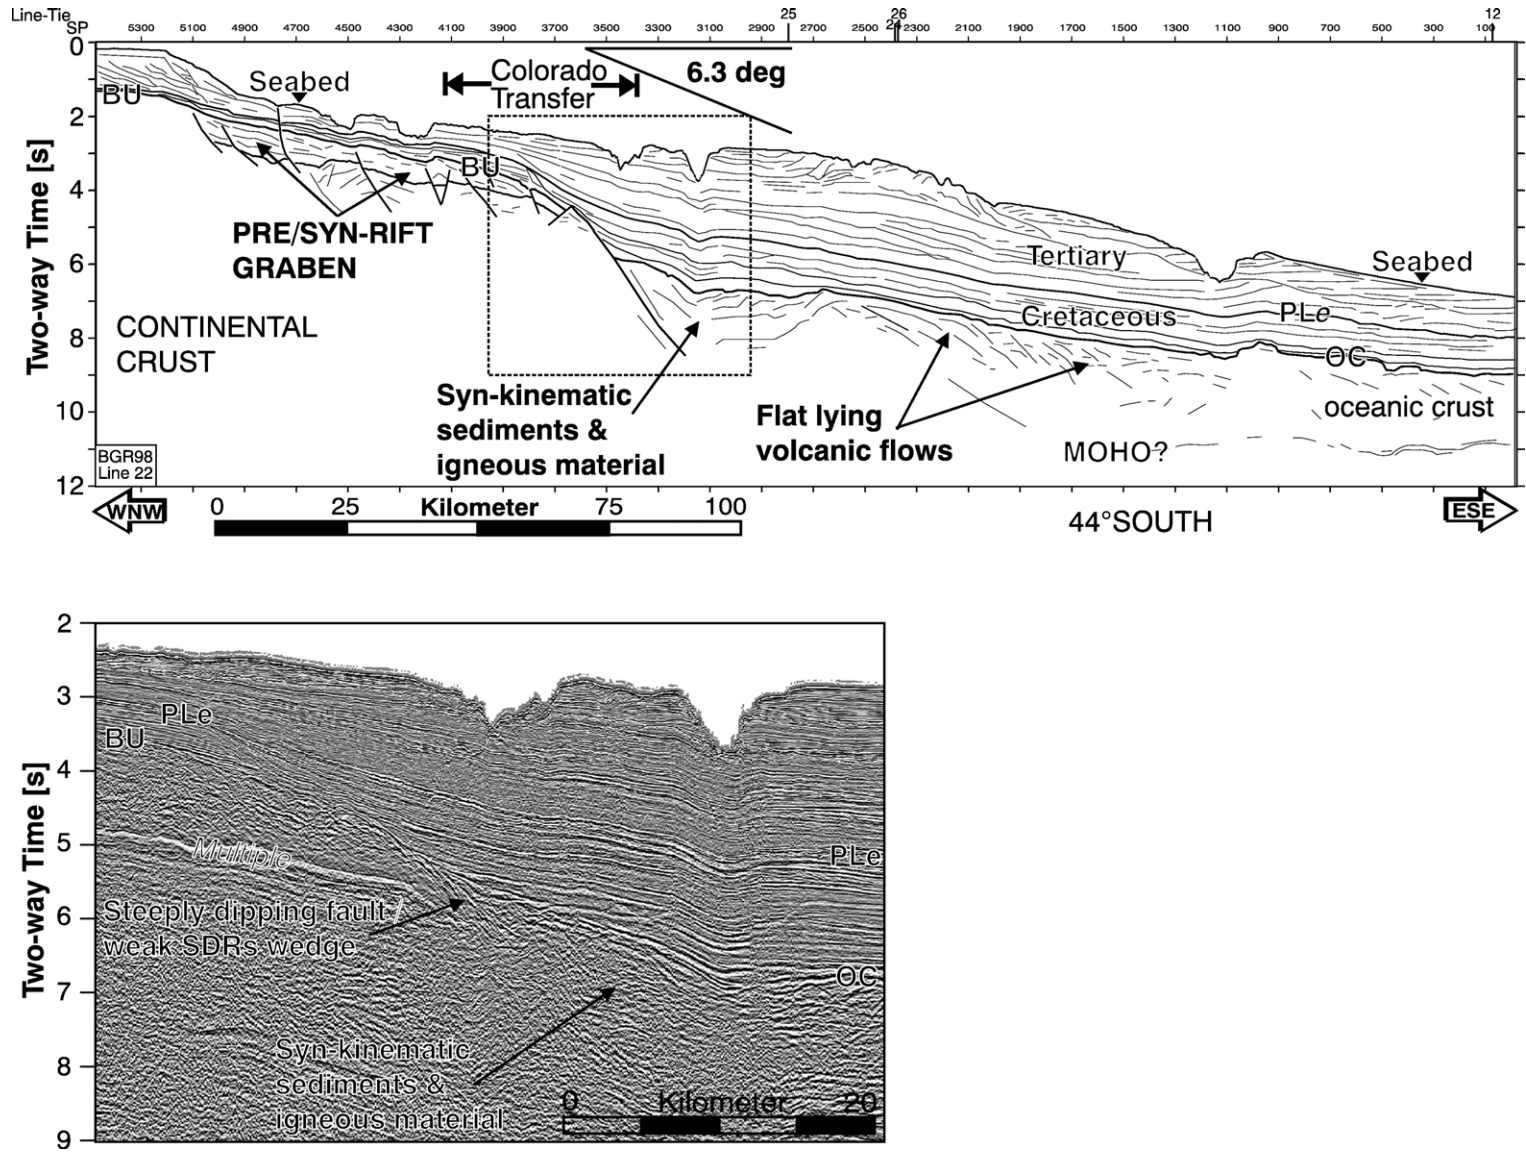 Line-Tie 25 26 12
SP 5300 4900 4700 4500 4300 4100 3900 3700 3500 3300 3100 2900 2700 2500 24 2300 2100 1900 1700 1500 1300 1100 900 700 500 300 100
0
2
4
6
8
10
12
Two-way Time [s]
Seabed
BU
Colorado
Transfer
6.3 deg
BU
PRE/SYN-RIFT
GRABEN
CONTINENTAL
CRUST
Tertiary
Seabed
Cretaceous
PLe
OC
Syn-kinematic
sediments &
igneous material
Flat lying
volcanic flows
oceanic crust
MOHO?
BGR98
Line 22
WNW
0 25 Kilometer 75 100
44°SOUTH
ESE
2
3
4
5
6
7
8
9
Two-way Time [s]
PLe
BU
Multiple
PLe
Steeply dipping fault /
weak SDRs wedge
OC
Syn-kinematic
sediments &
igneous material
0 Kilometer 20